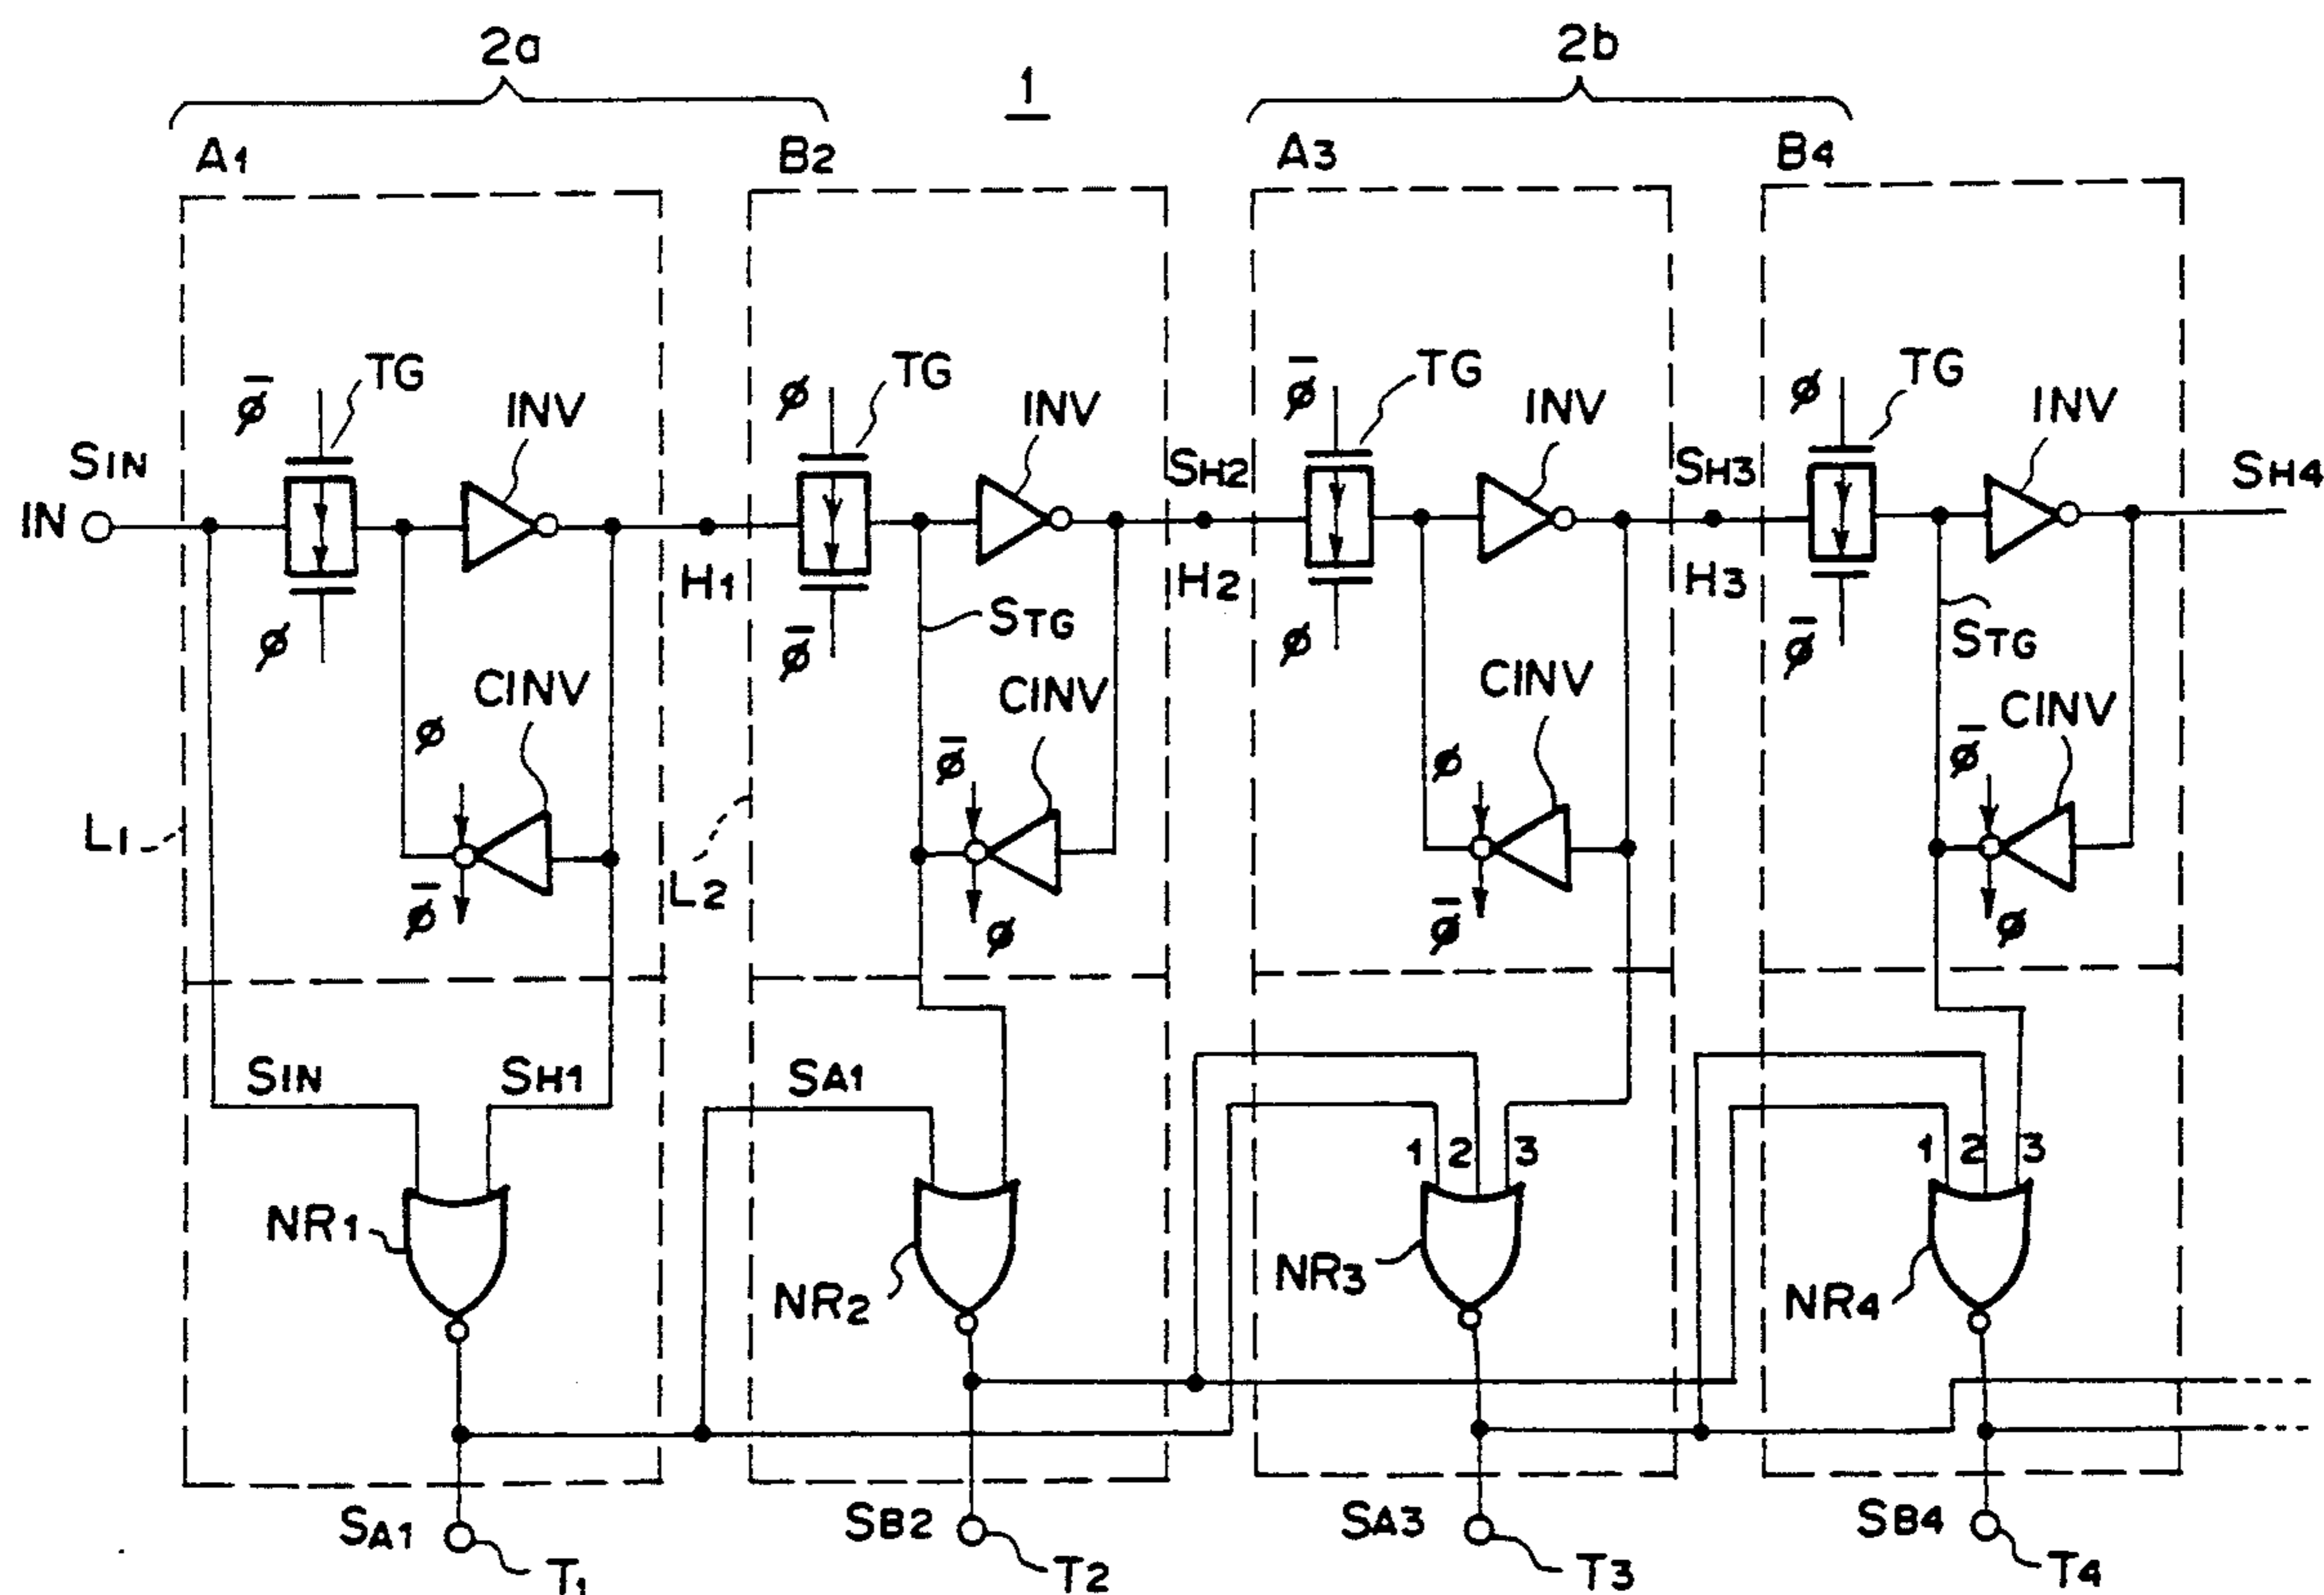 2a
2b
1
A1
B2
A3
B4
φ̅ TG
INV
φ TG
INV
φ̅ TG
INV
φ TG
INV
SIN
SH2
SH3
SH4
IN
H1
H2
H3
φ
φ̅
STG
φ
φ̅
STG
φ
CINV
φ̅
CINV
φ
CINV
φ̅
CINV
L1
L2
φ̅
φ
φ̅
φ
SIN
SH1
SA1
1 2 3
1 2 3
NR1
NR2
NR3
NR4
SA1
SB2
SA3
SB4
T1
T2
T3
T4